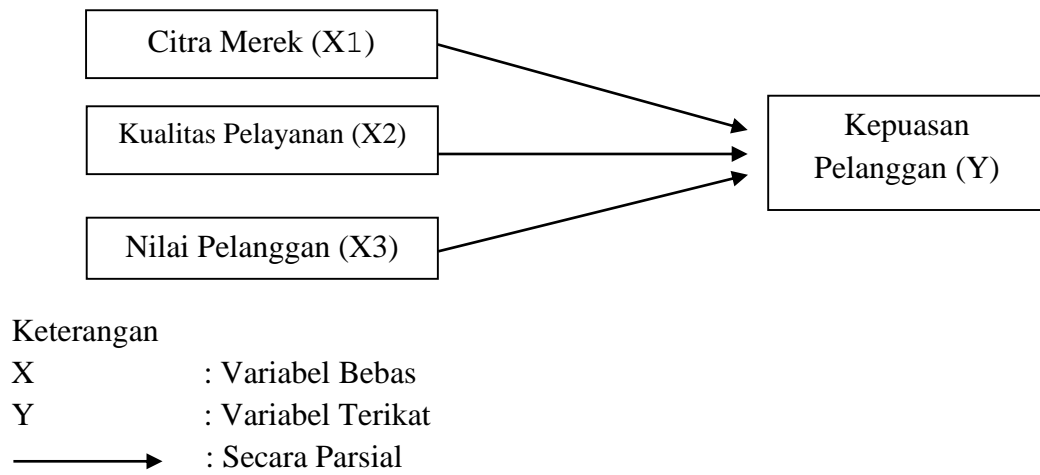 Citra Merek (X1)
Kualitas Pelayanan (X2)
Nilai Pelanggan (X3)
Kepuasan
Pelanggan (Y)
Keterangan
X : Variabel Bebas
Y : Variabel Terikat
: Secara Parsial